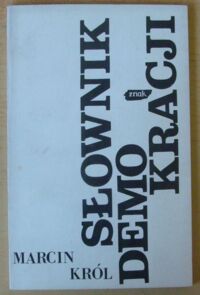 SŁOWNIK
DEMO
KRACJI
znak
MARCIN
KRÓL